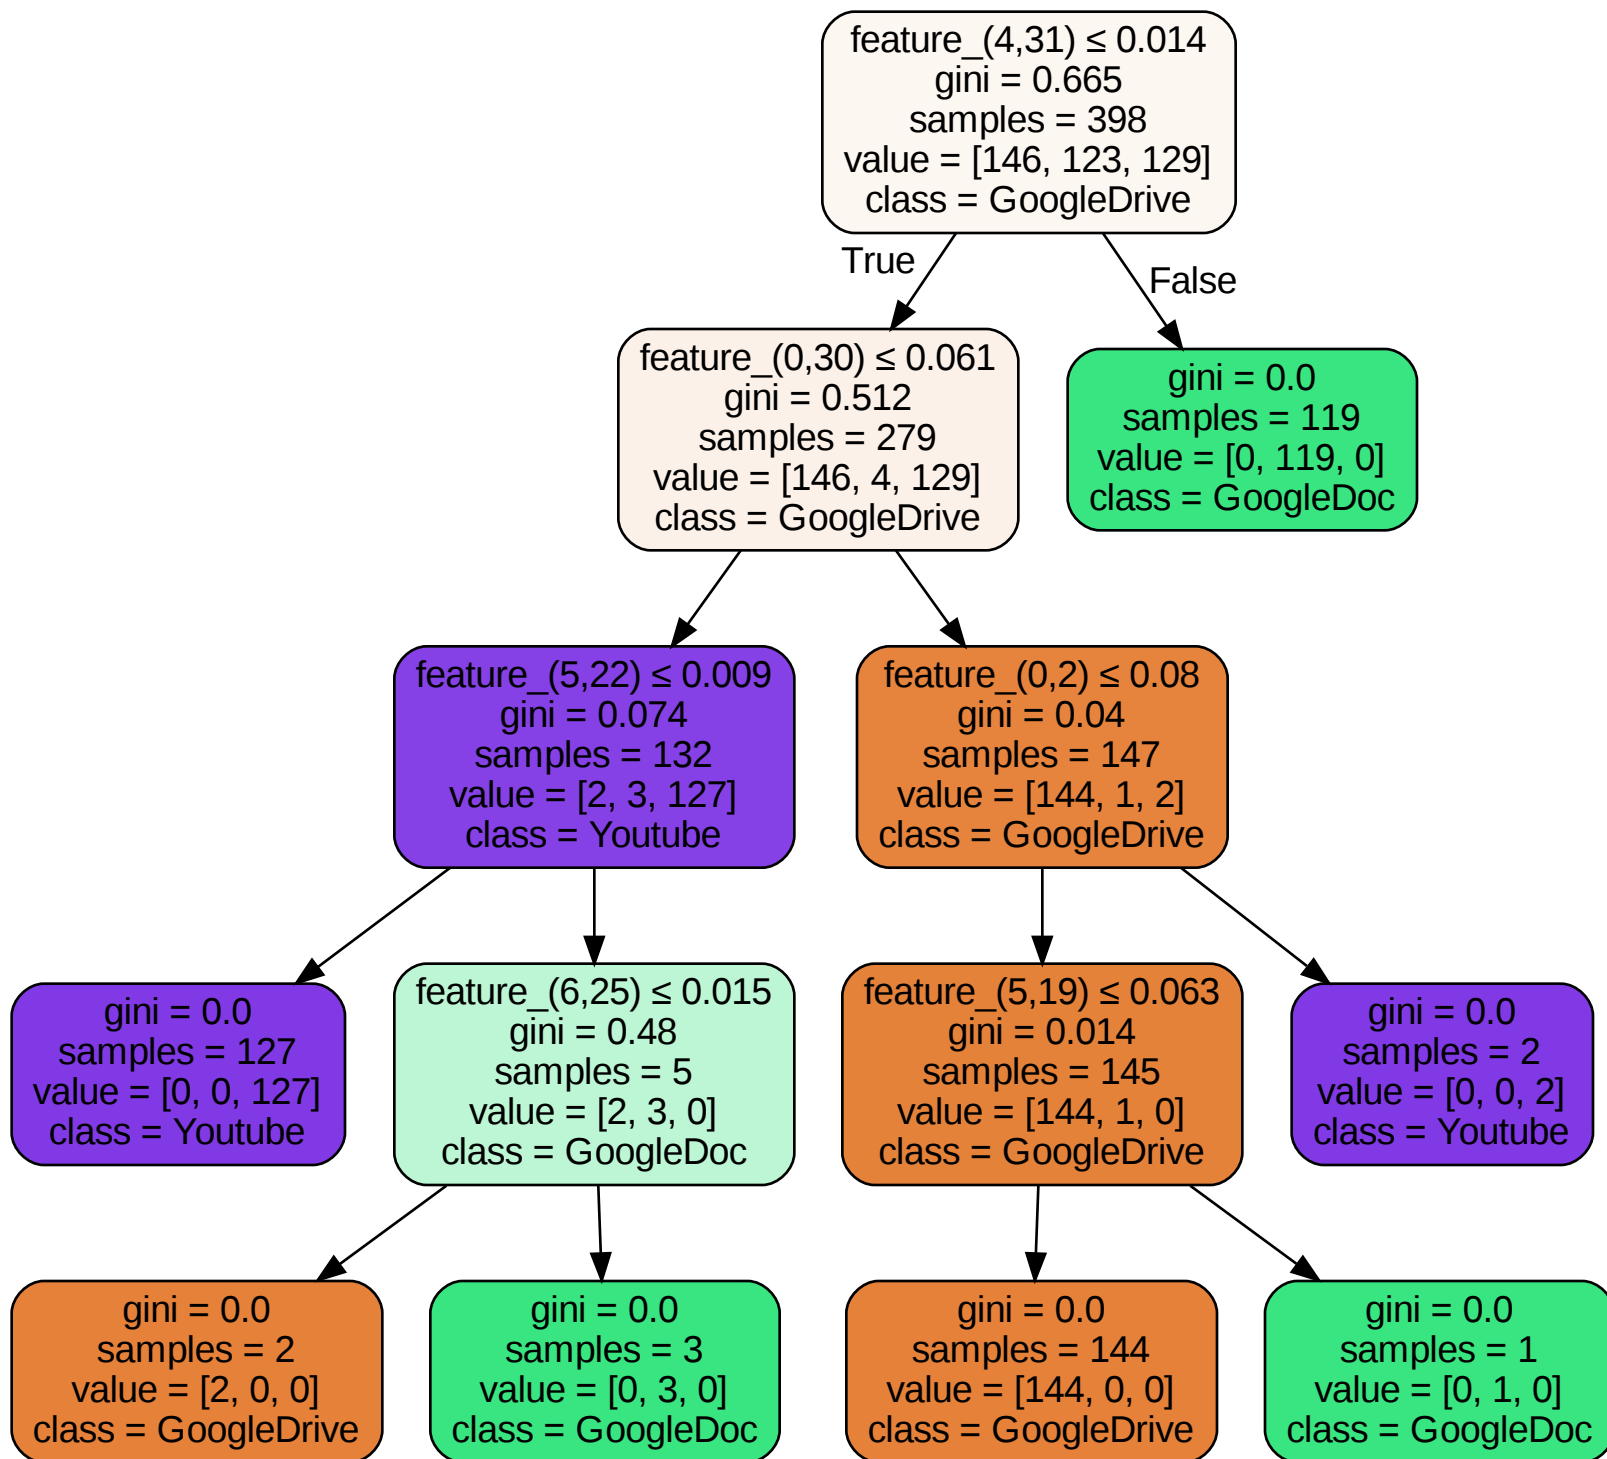 feature_(4,31) ≤ 0.014
gini = 0.665
samples = 398
value = [146, 123, 129]
class = GoogleDrive
True
False
feature_(0,30) ≤ 0.061
gini = 0.512
samples = 279
value = [146, 4, 129]
class = GoogleDrive
gini = 0.0
samples = 119
value = [0, 119, 0]
class = GoogleDoc
feature_(5,22) ≤ 0.009
gini = 0.074
samples = 132
value = [2, 3, 127]
class = Youtube
feature_(0,2) ≤ 0.08
gini = 0.04
samples = 147
value = [144, 1, 2]
class = GoogleDrive
gini = 0.0
samples = 127
value = [0, 0, 127]
class = Youtube
feature_(6,25) ≤ 0.015
gini = 0.48
samples = 5
value = [2, 3, 0]
class = GoogleDoc
feature_(5,19) ≤ 0.063
gini = 0.014
samples = 145
value = [144, 1, 0]
class = GoogleDrive
gini = 0.0
samples = 2
value = [0, 0, 2]
class = Youtube
gini = 0.0
samples = 2
value = [2, 0, 0]
class = GoogleDrive
gini = 0.0
samples = 3
value = [0, 3, 0]
class = GoogleDoc
gini = 0.0
samples = 144
value = [144, 0, 0]
class = GoogleDrive
gini = 0.0
samples = 1
value = [0, 1, 0]
class = GoogleDoc